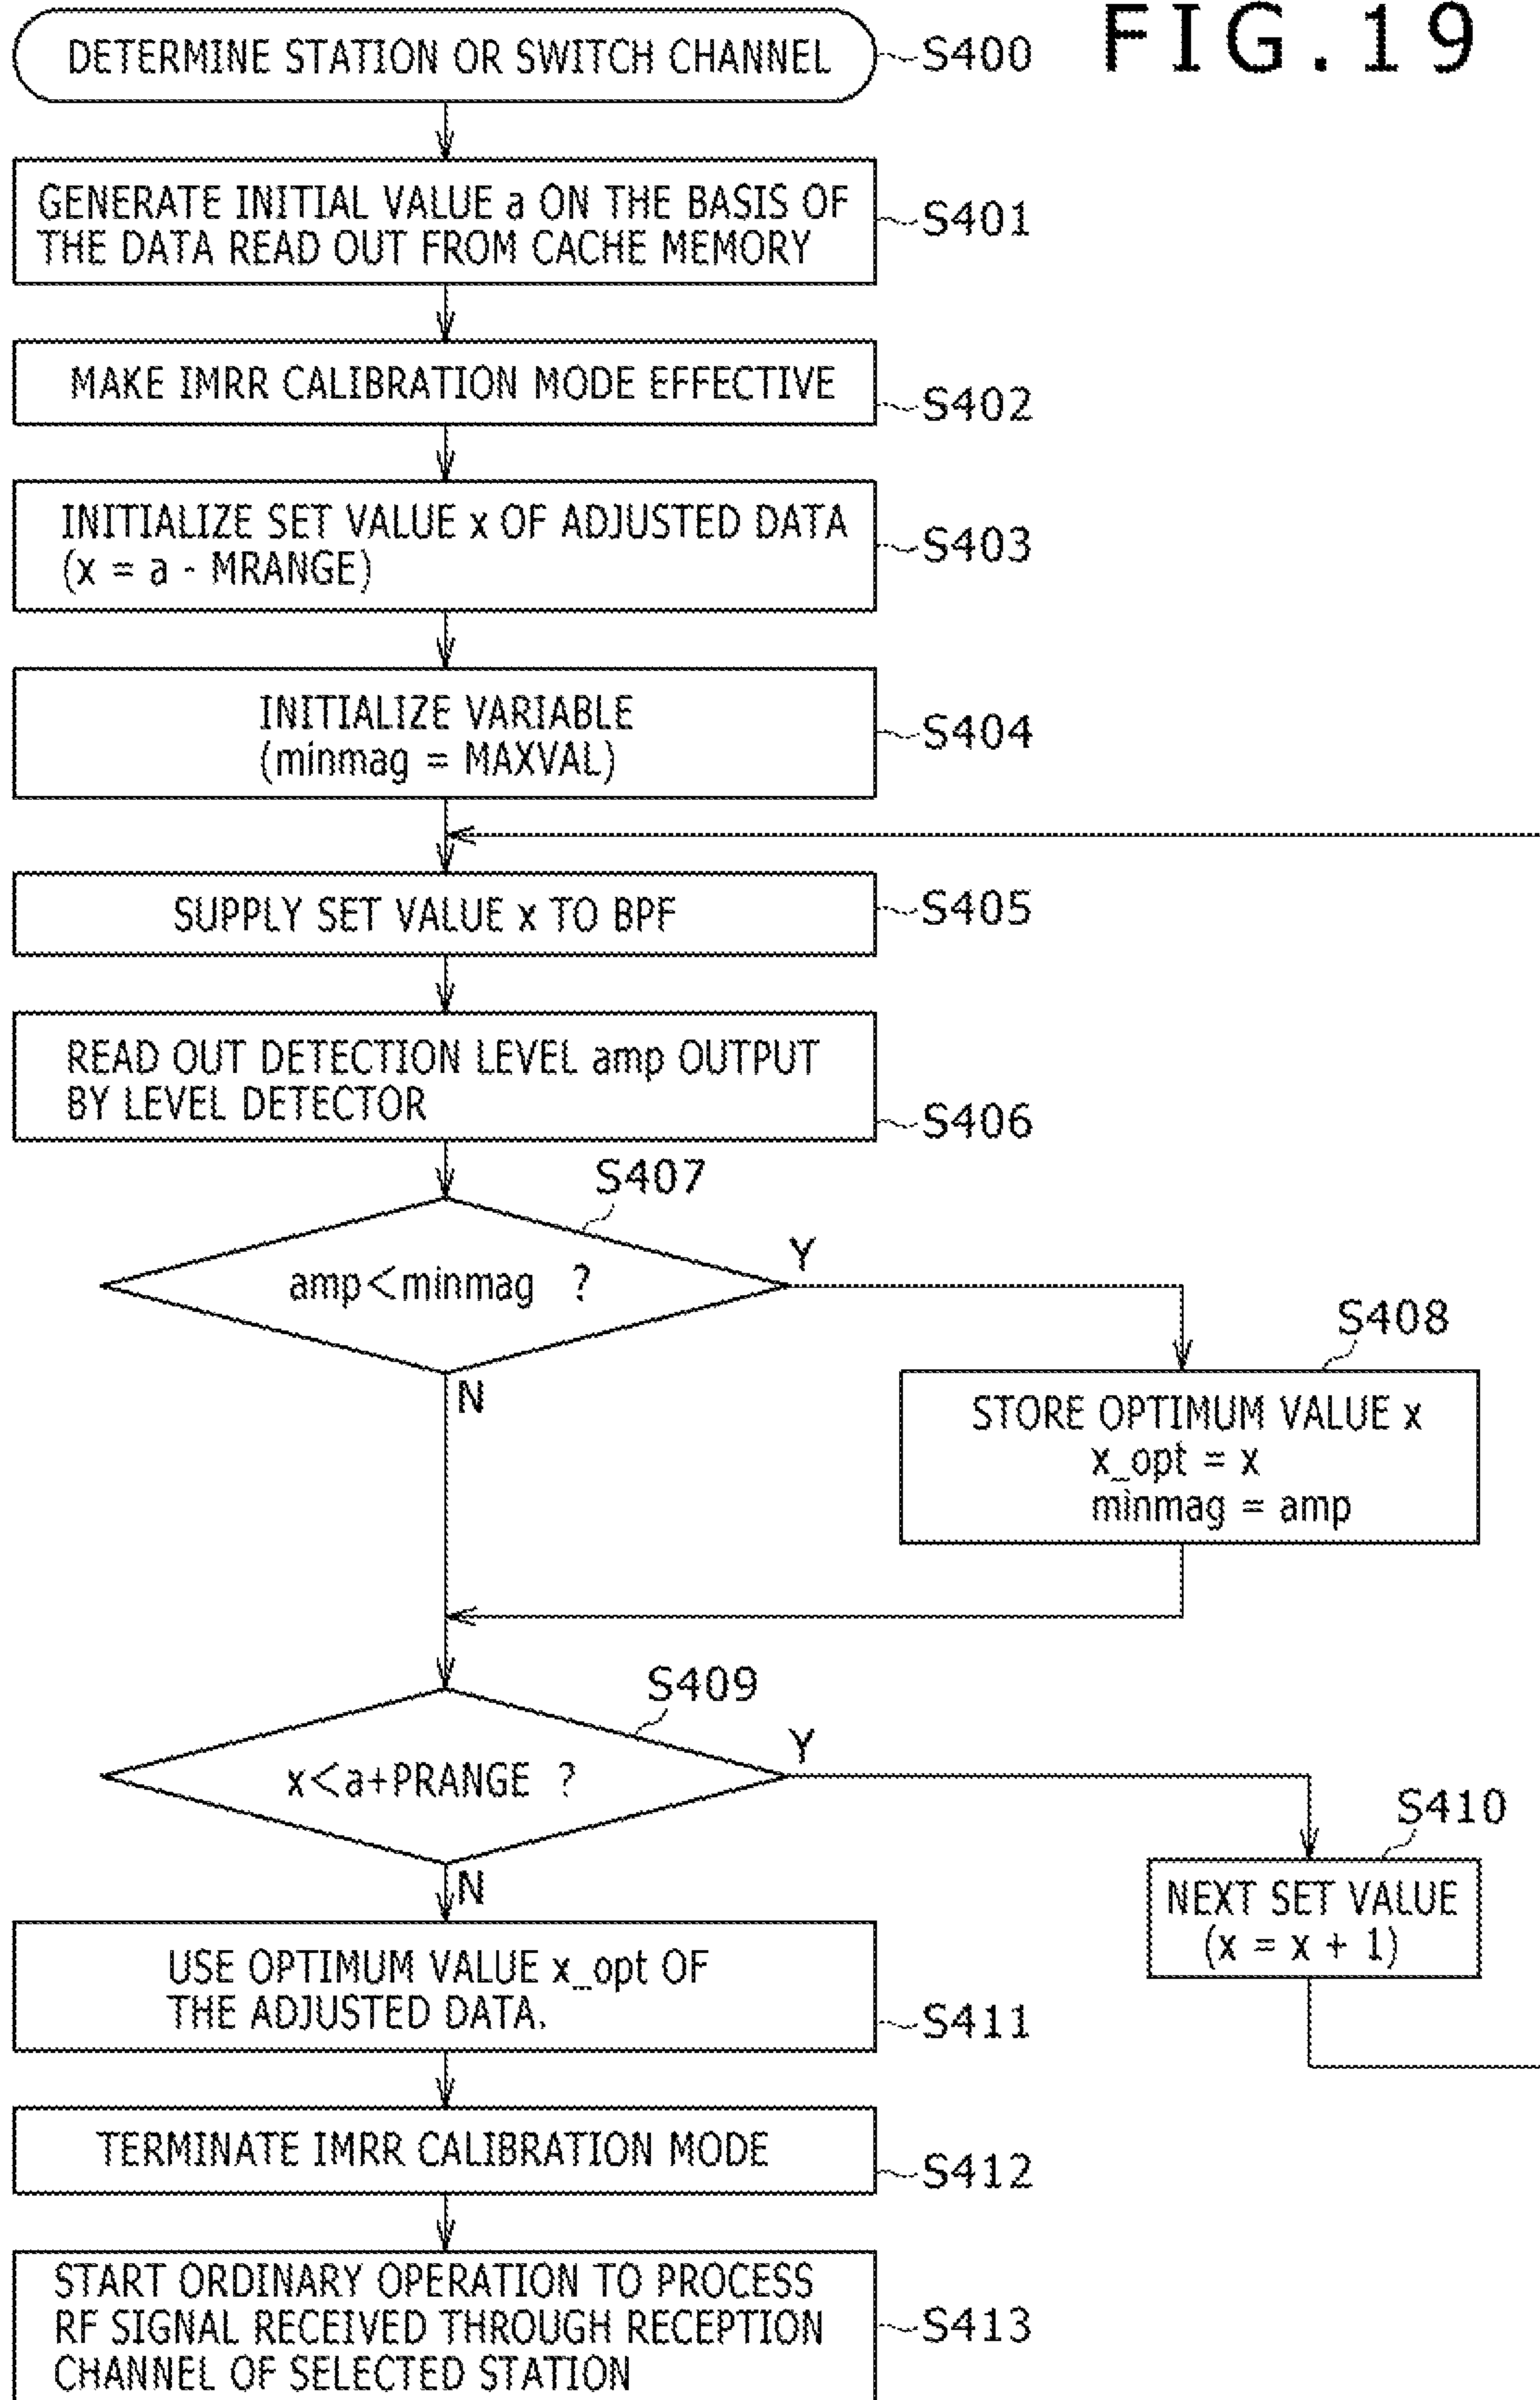 FIG.19
DETERMINE STATION OR SWITCH CHANNEL
S400
GENERATE INITIAL VALUE a ON THE BASIS OF
THE DATA READ OUT FROM CACHE MEMORY
S401
MAKE IMRR CALIBRATION MODE EFFECTIVE
S402
INITIALIZE SET VALUE x OF ADJUSTED DATA
(x = a - MRANGE)
S403
INITIALIZE VARIABLE
(minmag = MAXVAL)
S404
SUPPLY SET VALUE x TO BPF
S405
READ OUT DETECTION LEVEL amp OUTPUT
BY LEVEL DETECTOR
S406
S407
amp<minmag ?
Y
N
S408
STORE OPTIMUM VALUE x
x_opt = x
minmag = amp
S409
x<a+PRANGE ?
Y
N
S410
NEXT SET VALUE
(x = x + 1)
USE OPTIMUM VALUE x_opt OF
THE ADJUSTED DATA.
S411
TERMINATE IMRR CALIBRATION MODE
S412
START ORDINARY OPERATION TO PROCESS
RF SIGNAL RECEIVED THROUGH RECEPTION
CHANNEL OF SELECTED STATION
S413